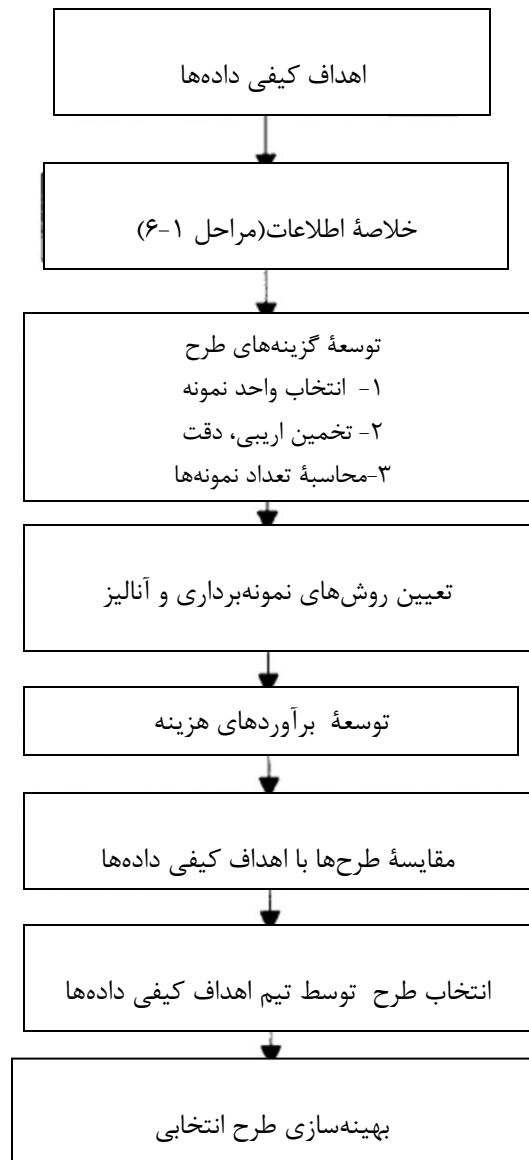 اهداف کیفی داده‌ها
خلاصهٔ اطلاعات(مراحل ۱-۶)
توسعهٔ گزینه‌های طرح
۱- انتخاب واحد نمونه
۲- تخمین اریبی، دقت
۳-محاسبهٔ تعداد نمونه‌ها
تعیین روش‌های نمونه‌برداری و آنالیز
توسعهٔ برآوردهای هزینه
مقایسهٔ طرح‌ها با اهداف کیفی داده‌ها
انتخاب طرح توسط تیم اهداف کیفی داده‌ها
بهینه‌سازی طرح انتخابی